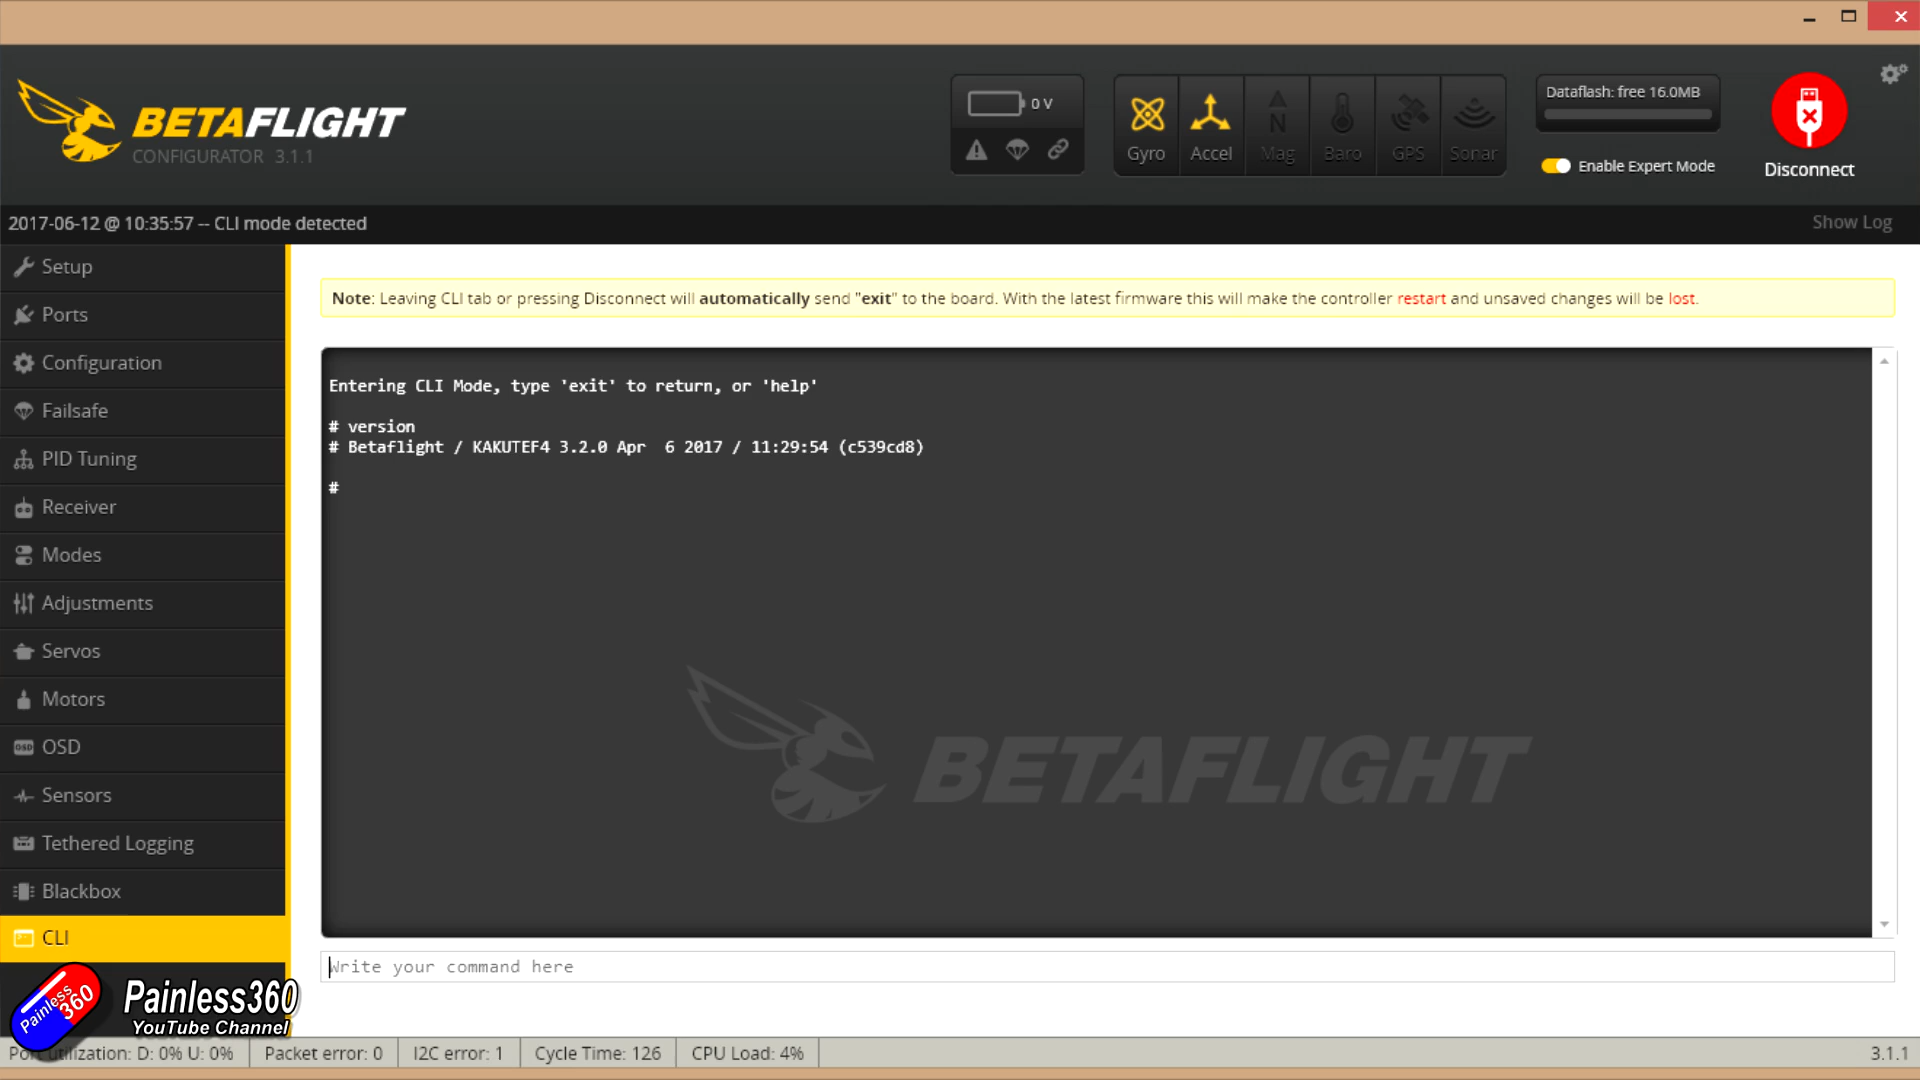 BETAFLIGHT
CONFIGURATOR 3.1.1
0 V
Gyro
Accel
Mag
Baro
GPS
Sonar
Dataflash: free 16.0MB
Enable Expert Mode
Disconnect
2017-06-12 @ 10:35:57 -- CLI mode detected
Show Log
Setup
Ports
Configuration
Failsafe
PID Tuning
Receiver
Modes
Adjustments
Servos
Motors
OSD
Sensors
Tethered Logging
Blackbox
CLI
Note: Leaving CLI tab or pressing Disconnect will automatically send "exit" to the board. With the latest firmware this will make the controller restart and unsaved changes will be lost.
Entering CLI Mode, type 'exit' to return, or 'help'
# version
# Betaflight / KAKUTEF4 3.2.0 Apr  6 2017 / 11:29:54 (c539cd8)
#
BETAFLIGHT
Write your command here
Painless
360
Painless360
YouTube Channel
Port utilization: D: 0% U: 0%
Packet error: 0
I2C error: 1
Cycle Time: 126
CPU Load: 4%
3.1.1